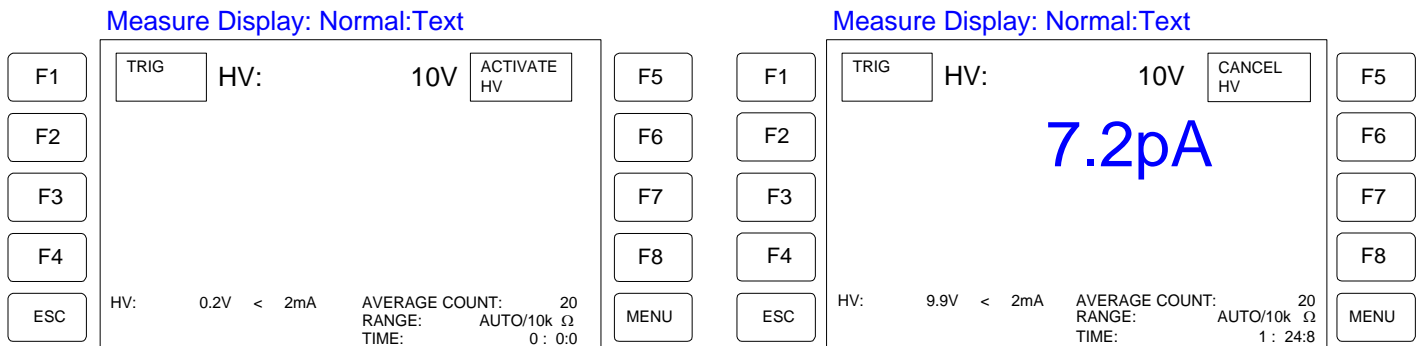 Measure Display: Normal:Text
F1
F2
F3
F4
ESC
TRIG
HV: 10V
ACTIVATE
HV
HV: 0.2V < 2mA
AVERAGE COUNT: 20
RANGE: AUTO/10k Ω
TIME: 0 : 0:0
F5
F6
F7
F8
MENU
Measure Display: Normal:Text
F1
F2
F3
F4
ESC
TRIG
HV: 10V
CANCEL
HV
7.2pA
HV: 9.9V < 2mA
AVERAGE COUNT: 20
RANGE: AUTO/10k Ω
TIME: 1 : 24:8
F5
F6
F7
F8
MENU